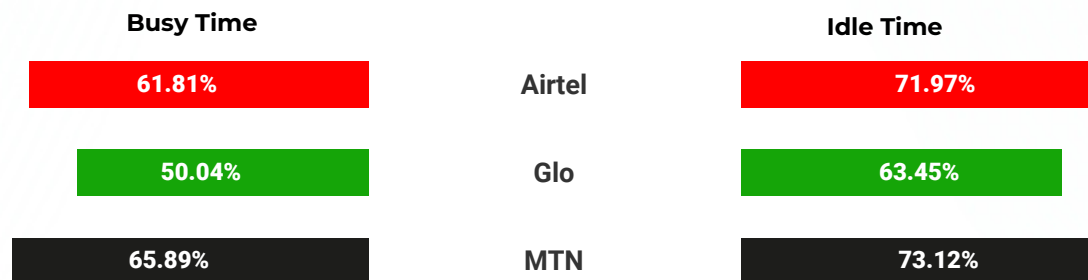 Busy Time Idle Time
61.81% Airtel 71.97%
50.04% Glo 63.45%
65.89% MTN 73.12%